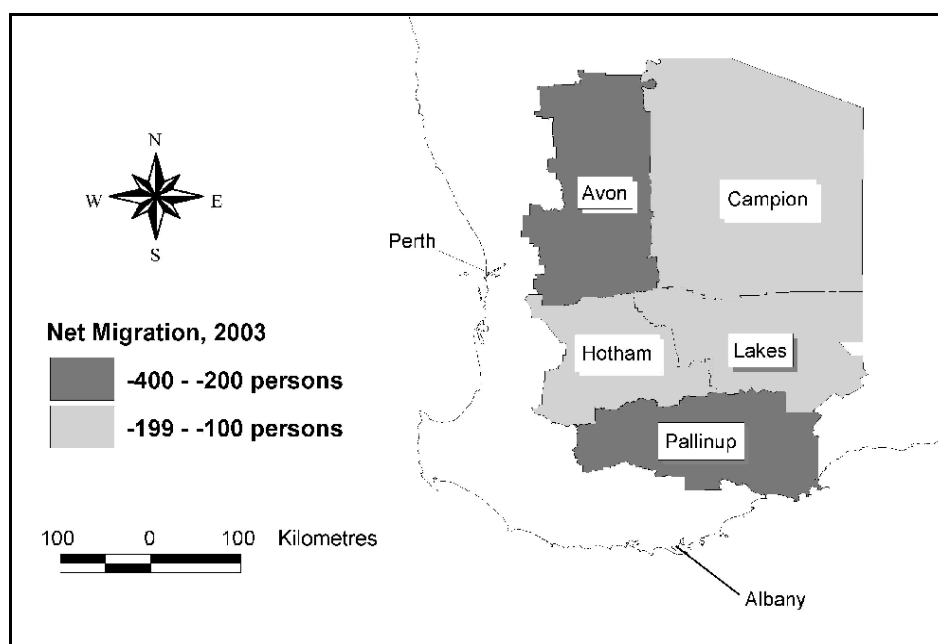 N
W E
S
Perth
Avon
Campion
Net Migration, 2003
-400 - -200 persons
-199 - -100 persons
Hotham
Lakes
Pallinup
100 0 100 Kilometres
Albany